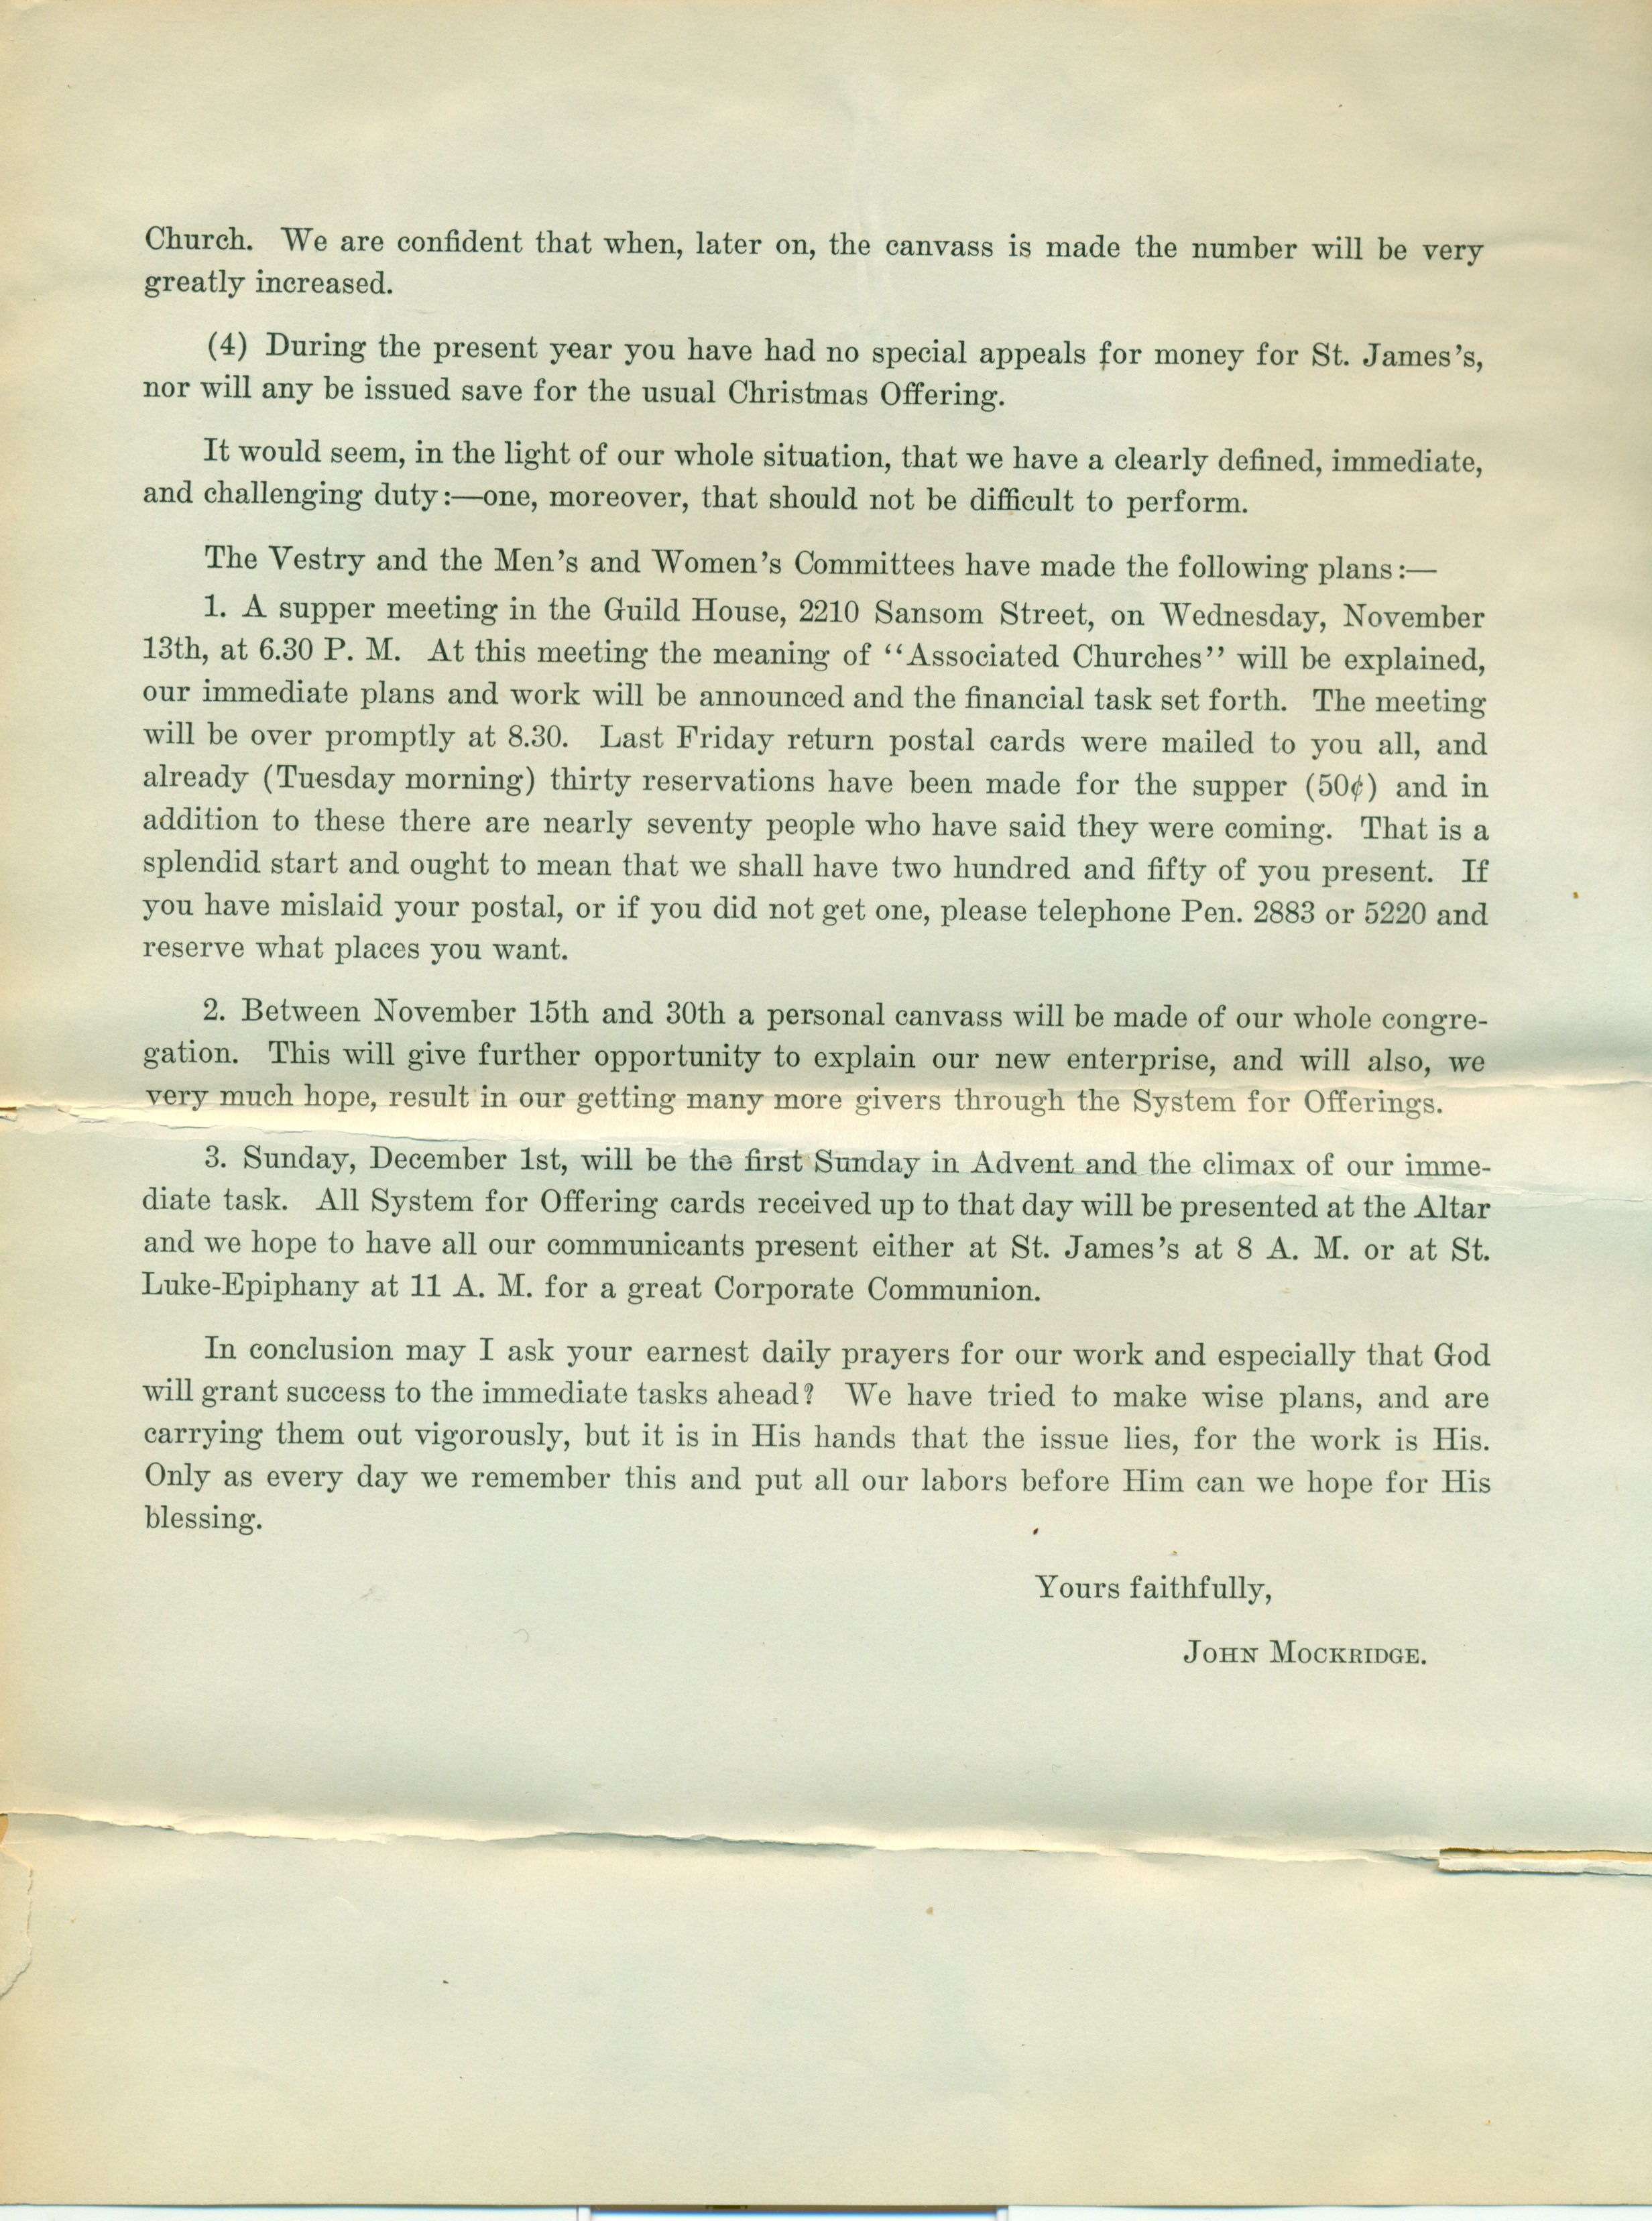 Church. We are confident that when, later on, the canvass is made the number will be very
greatly increased.
(4) During the present year you have had no special appeals for money for St. James's,
nor will any be issued save for the usual Christmas Offering.
It would seem, in the light of our whole situation, that we have a clearly defined, immediate,
and challenging duty:—one, moreover, that should not be difficult to perform.
The Vestry and the Men's and Women's Committees have made the following plans:—
1. A supper meeting in the Guild House, 2210 Sansom Street, on Wednesday, November
13th, at 6.30 P. M. At this meeting the meaning of "Associated Churches" will be explained,
our immediate plans and work will be announced and the financial task set forth. The meeting
will be over promptly at 8.30. Last Friday return postal cards were mailed to you all, and
already (Tuesday morning) thirty reservations have been made for the supper (50¢) and in
addition to these there are nearly seventy people who have said they were coming. That is a
splendid start and ought to mean that we shall have two hundred and fifty of you present. If
you have mislaid your postal, or if you did not get one, please telephone Pen. 2883 or 5220 and
reserve what places you want.
2. Between November 15th and 30th a personal canvass will be made of our whole congre-
gation. This will give further opportunity to explain our new enterprise, and will also, we
very much hope, result in our getting many more givers through the System for Offerings.
3. Sunday, December 1st, will be the first Sunday in Advent and the climax of our imme-
diate task. All System for Offering cards received up to that day will be presented at the Altar
and we hope to have all our communicants present either at St. James's at 8 A. M. or at St.
Luke-Epiphany at 11 A. M. for a great Corporate Communion.
In conclusion may I ask your earnest daily prayers for our work and especially that God
will grant success to the immediate tasks ahead? We have tried to make wise plans, and are
carrying them out vigorously, but it is in His hands that the issue lies, for the work is His.
Only as every day we remember this and put all our labors before Him can we hope for His
blessing.
Yours faithfully,
JOHN MOCKRIDGE.